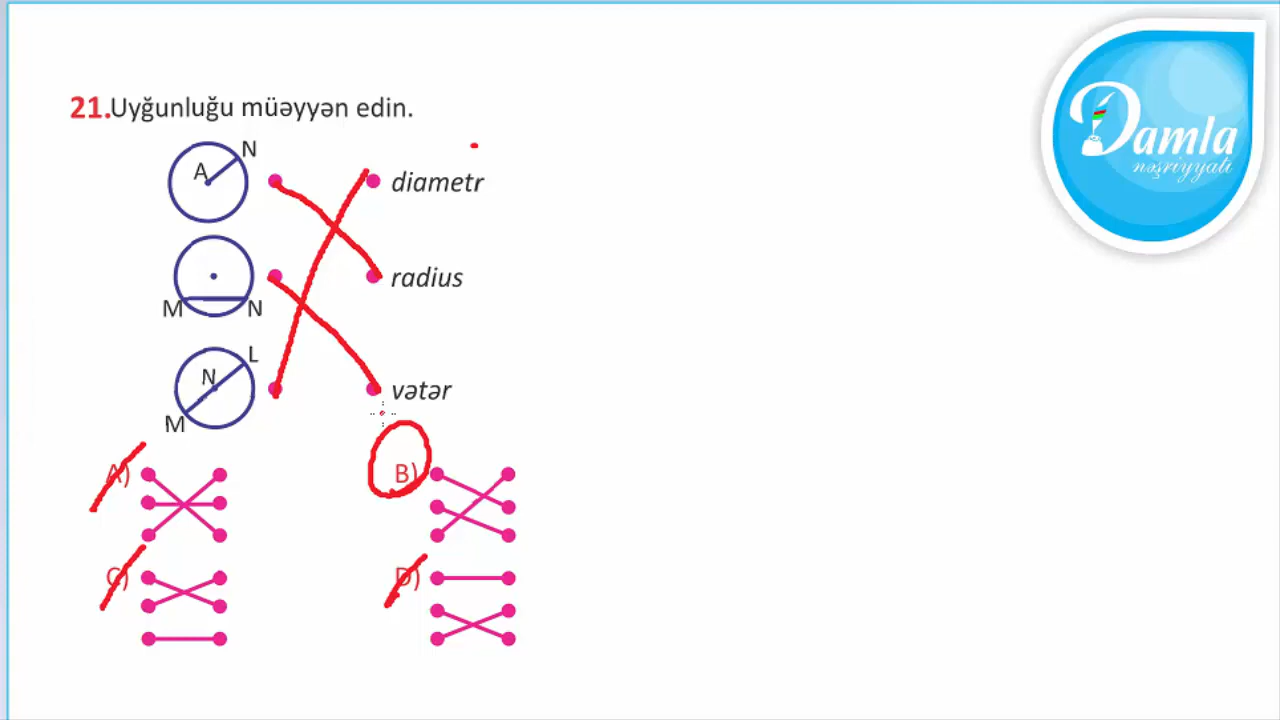 21.Uyğunluğu müəyyən edin.
A N
diametr
M N
radius
N L
M
vətər
A)
B)
C)
D)
Damla
nəşriyyatı